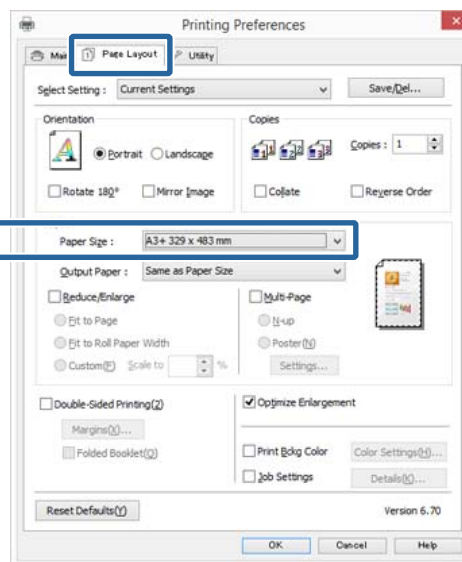 Printing Preferences
Main Page Layout Utility
Select Setting : Current Settings Save/Del...
Orientation Copies
Portrait Landscape Copies : 1
Rotate 180° Mirror Image Collate Reverse Order
Paper Size : A3+ 329 x 483 mm
Output Paper : Same as Paper Size
Reduce/Enlarge Multi-Page
Fit to Page N-up
Fit to Roll Paper Width Poster(N)
Custom(F) Scale to % Settings...
Double-Sided Printing(2) Optimize Enlargement
Margins(X)...
Folded Booklet(Q) Print Bckg Color Color Settings(H)...
Job Settings Details(K)...
Reset Defaults(Y) Version 6.70
OK Cancel Help